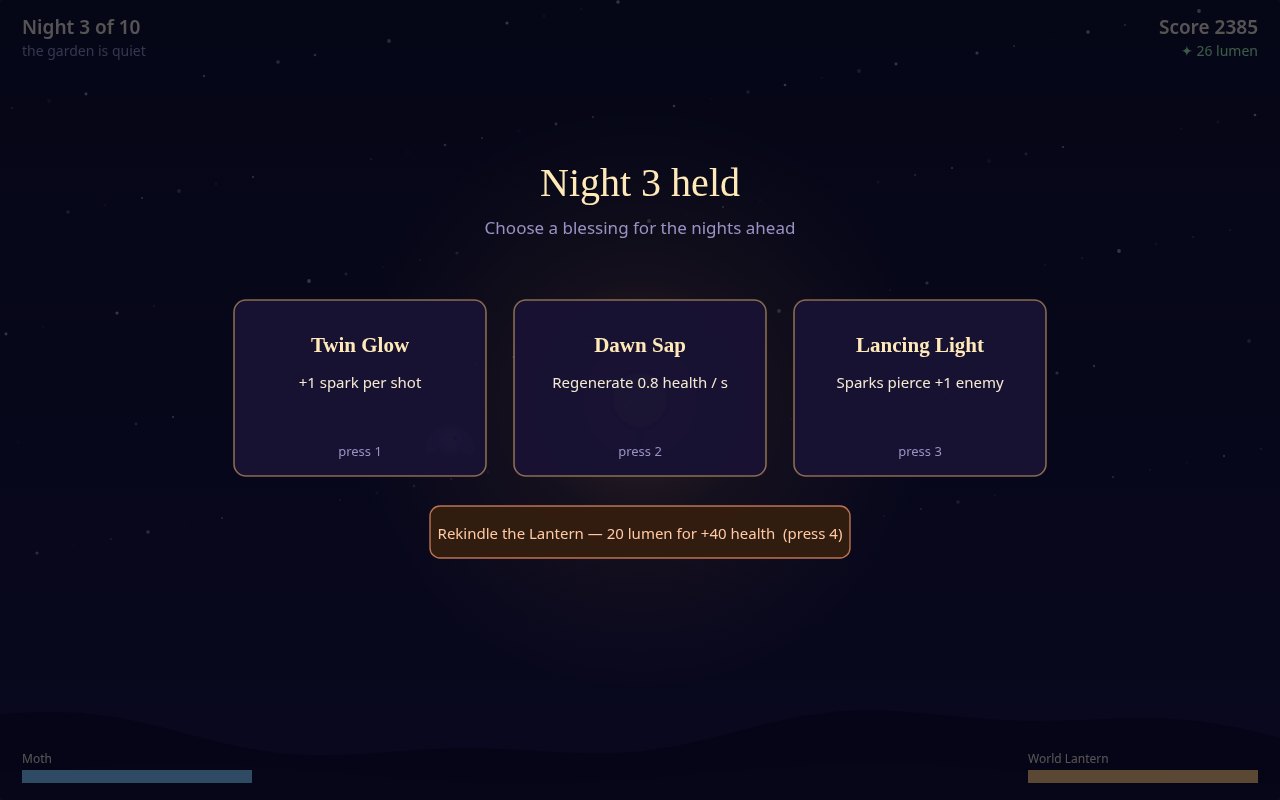 Night 3 of 10
the garden is quiet
Score 2385
✦ 26 lumen
Night 3 held
Choose a blessing for the nights ahead
Twin Glow
+1 spark per shot
press 1
Dawn Sap
Regenerate 0.8 health / s
press 2
Lancing Light
Sparks pierce +1 enemy
press 3
Rekindle the Lantern — 20 lumen for +40 health (press 4)
Moth
World Lantern